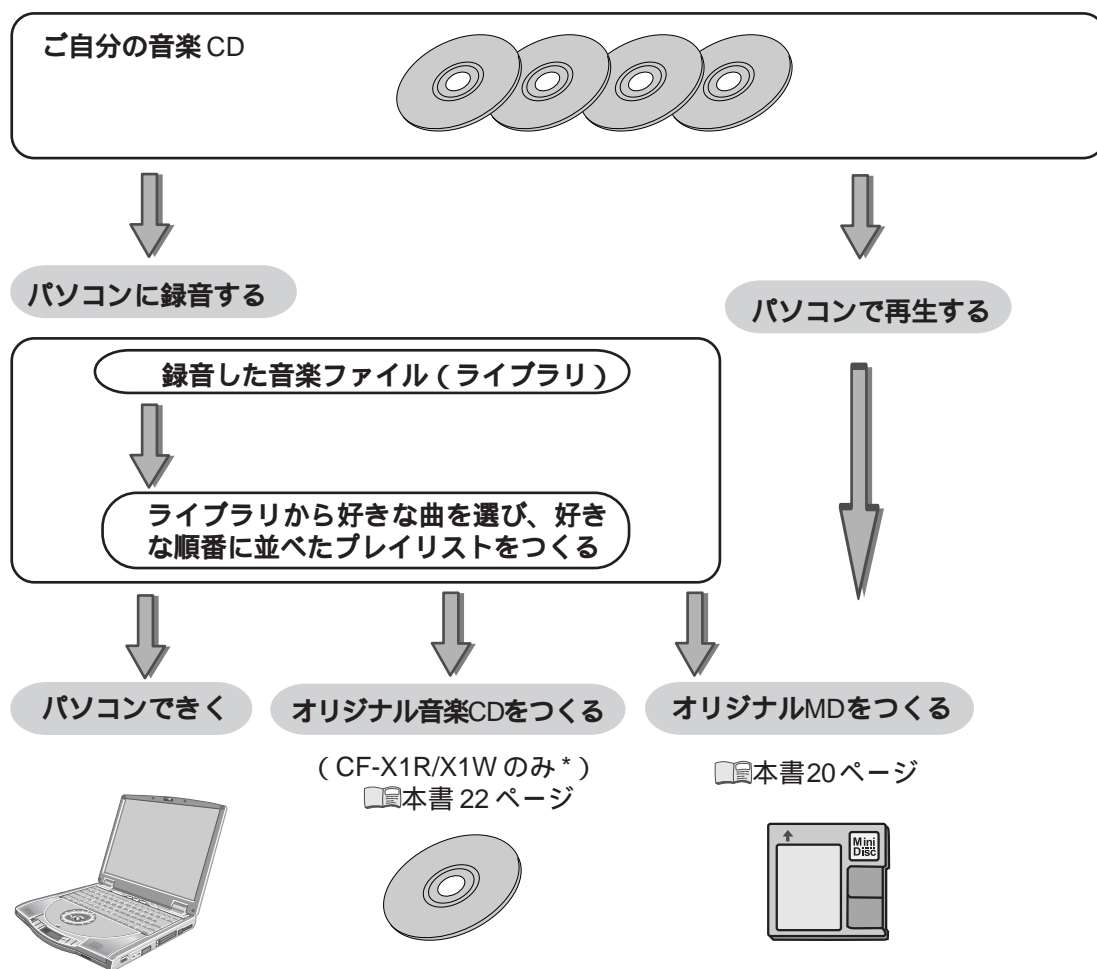 ご自分の音楽CD
パソコンに録音する
パソコンで再生する
録音した音楽ファイル(ライブラリ)
ライブラリから好きな曲を選び、好き
な順番に並べたプレイリストをつくる
パソコンできく
オリジナル音楽CDをつくる
オリジナルMDをつくる
(CF-X1R/X1Wのみ*)
本書22ページ
本書20ページ
Mini
Disc